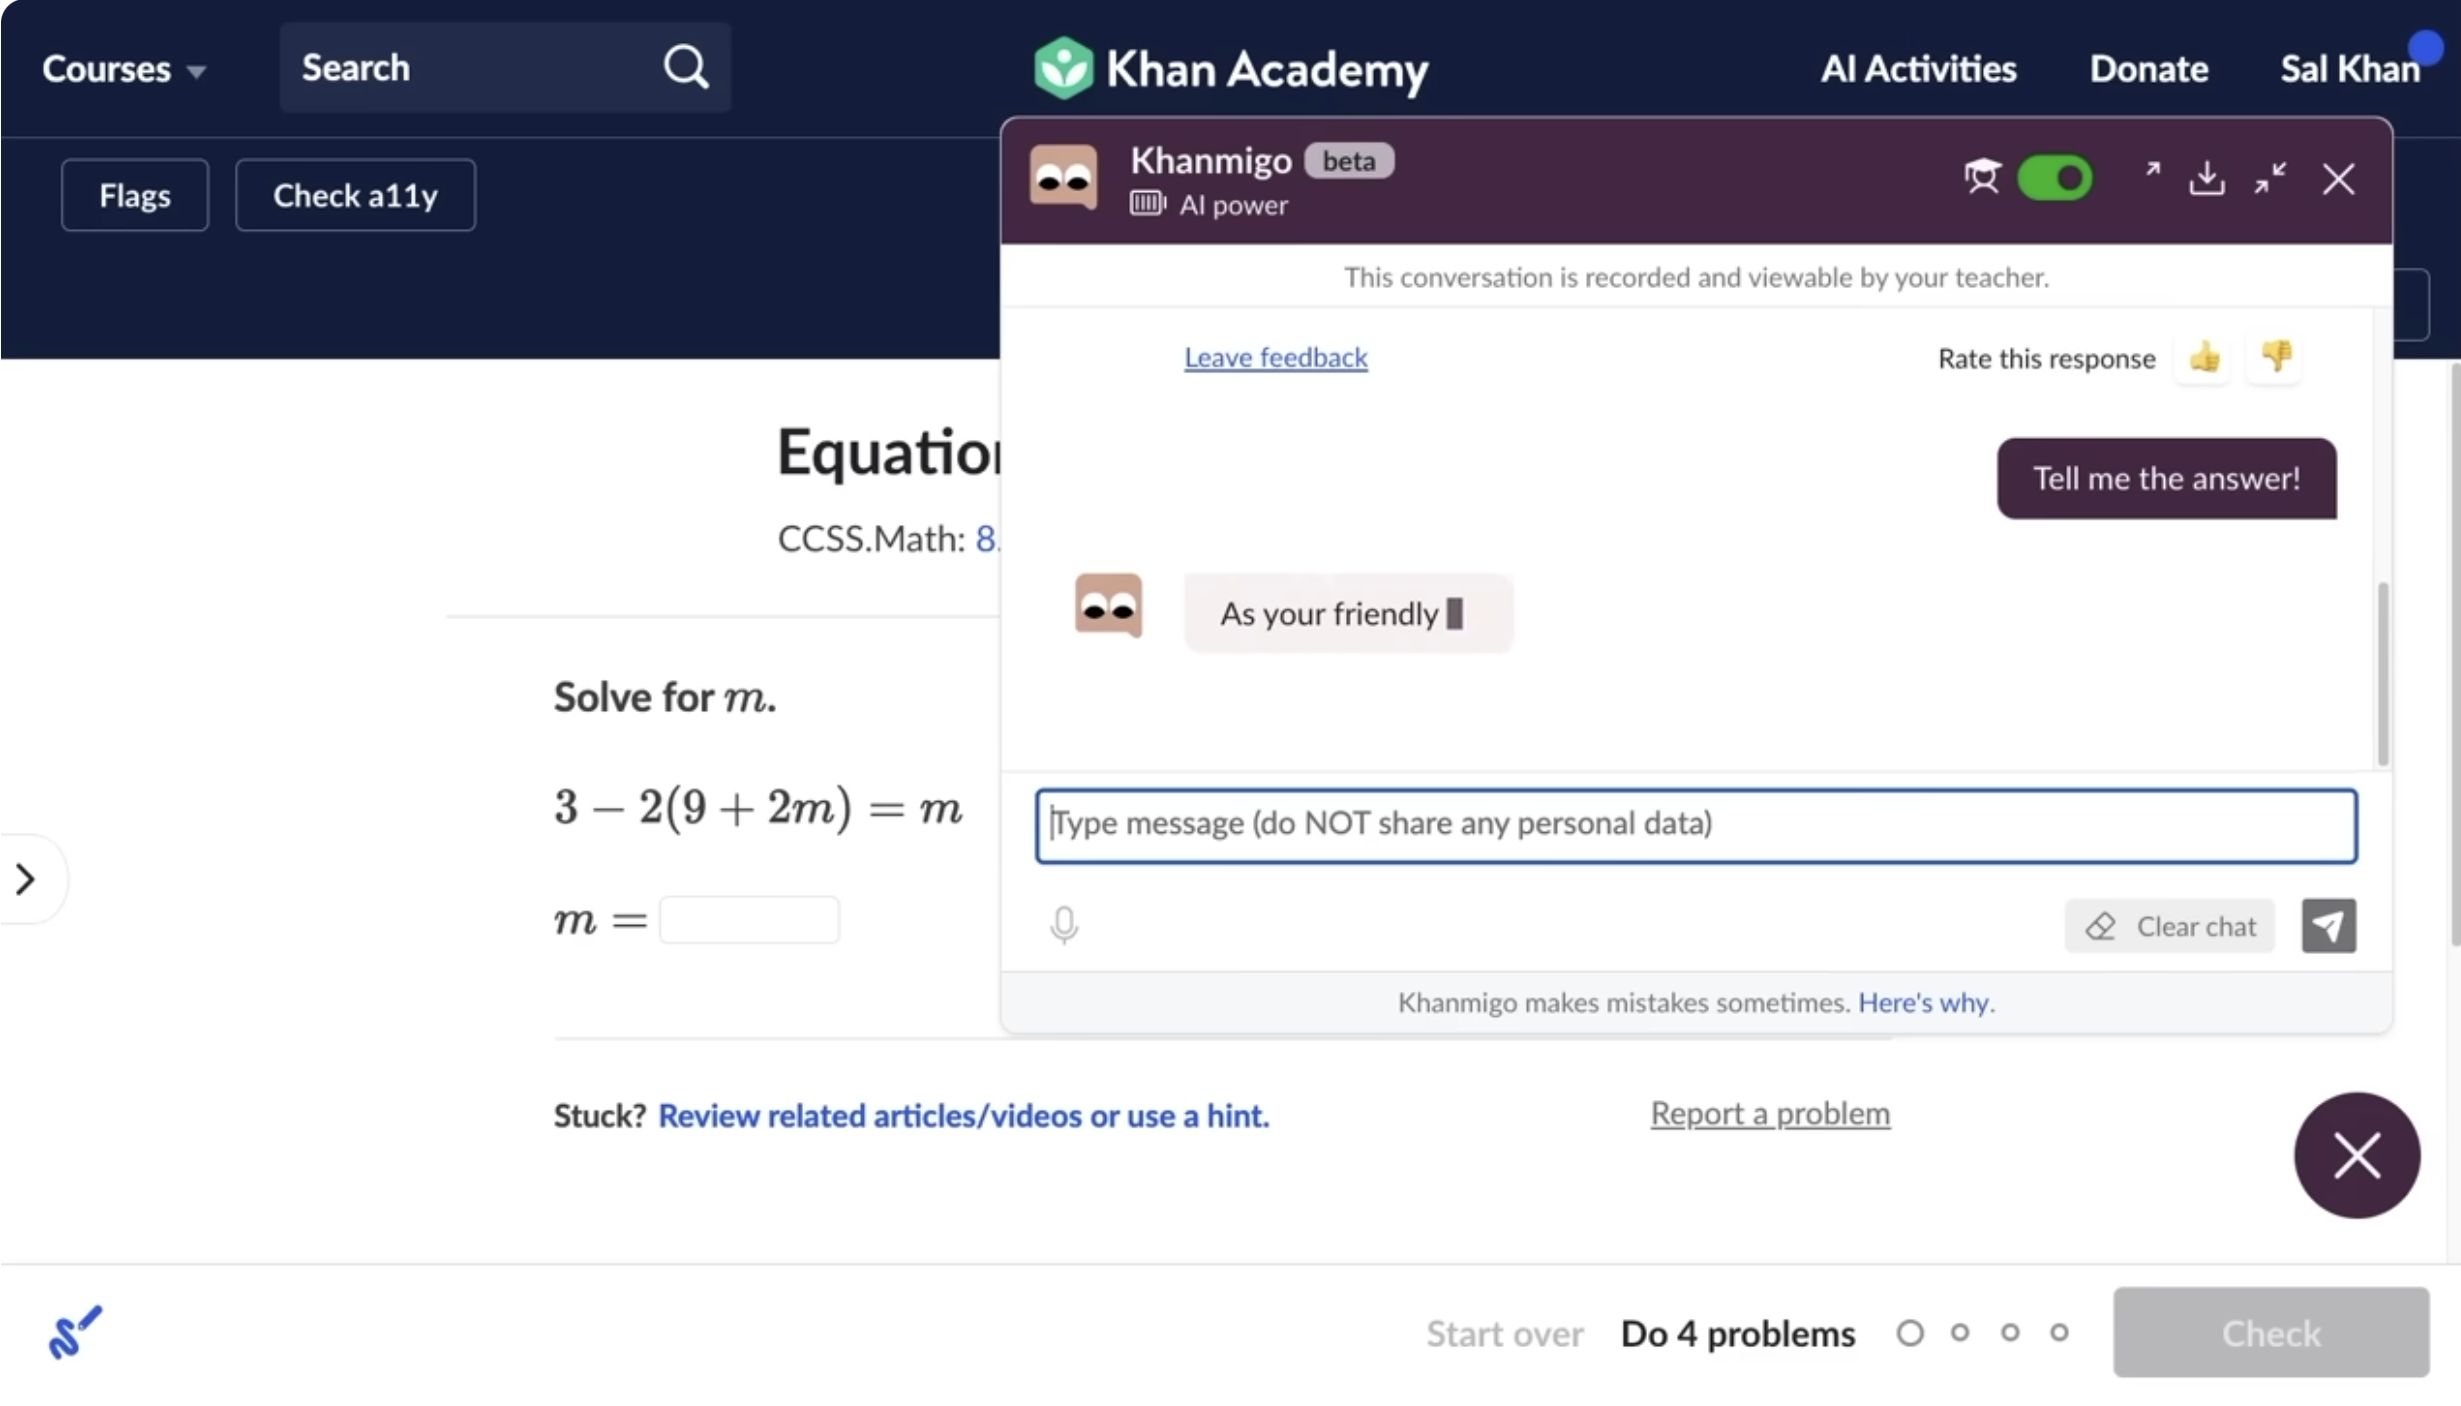 Courses
Search
Khan Academy
AI Activities
Donate
Sal Khan
Flags
Check a11y
Khanmigo beta
AI power
This conversation is recorded and viewable by your teacher.
Leave feedback
Rate this response
Tell me the answer!
As your friendly
Type message (do NOT share any personal data)
Clear chat
Khanmigo makes mistakes sometimes. Here's why.
CCSS.Math: 8.
Solve for m.
3 − 2(9 + 2m) = m
m =
Stuck? Review related articles/videos or use a hint.
Report a problem
Start over
Do 4 problems
Check